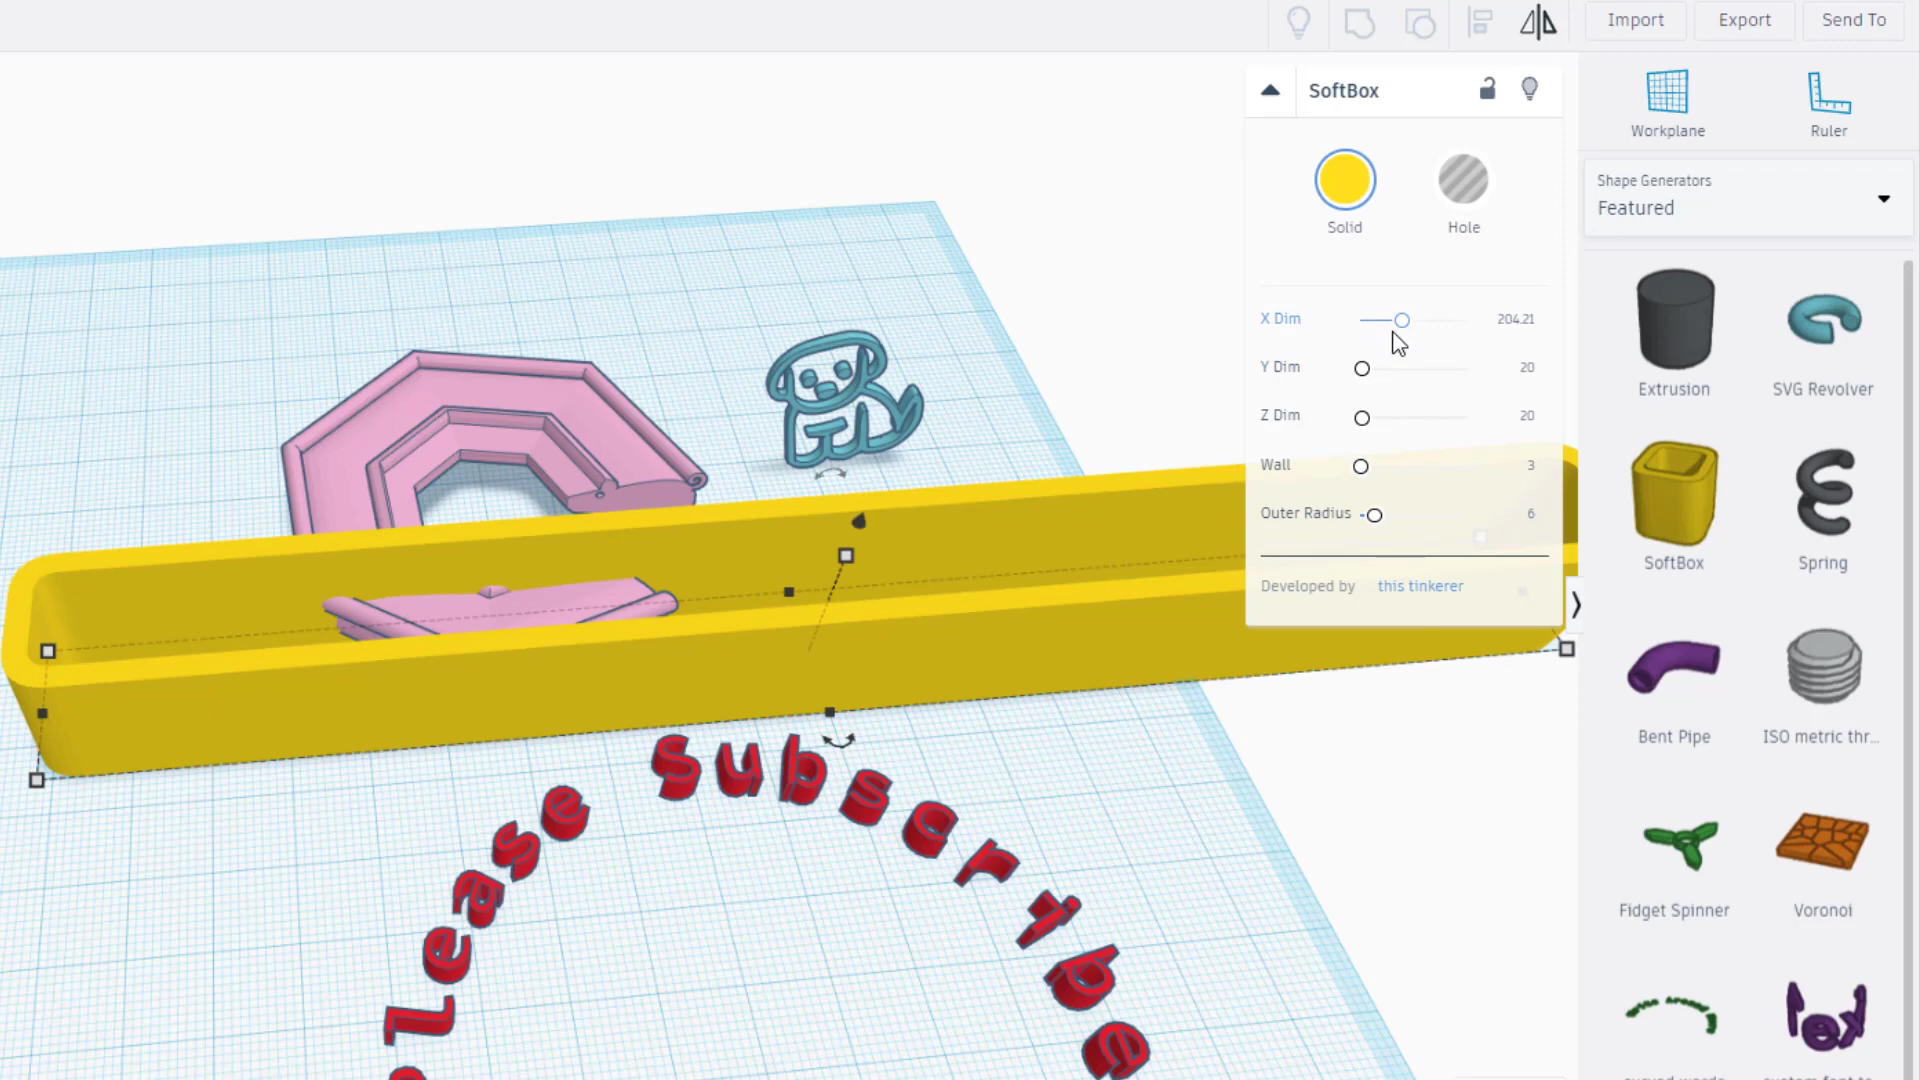 Import
Export
Send To
SoftBox
Workplane
Ruler
Solid
Hole
Shape Generators
Featured
X Dim
204.21
Y Dim
20
Z Dim
20
Wall
3
Outer Radius
6
Developed by this tinkerer
Extrusion
SVG Revolver
SoftBox
Spring
Bent Pipe
ISO metric thr...
Fidget Spinner
Voronoi
lease Subscribe